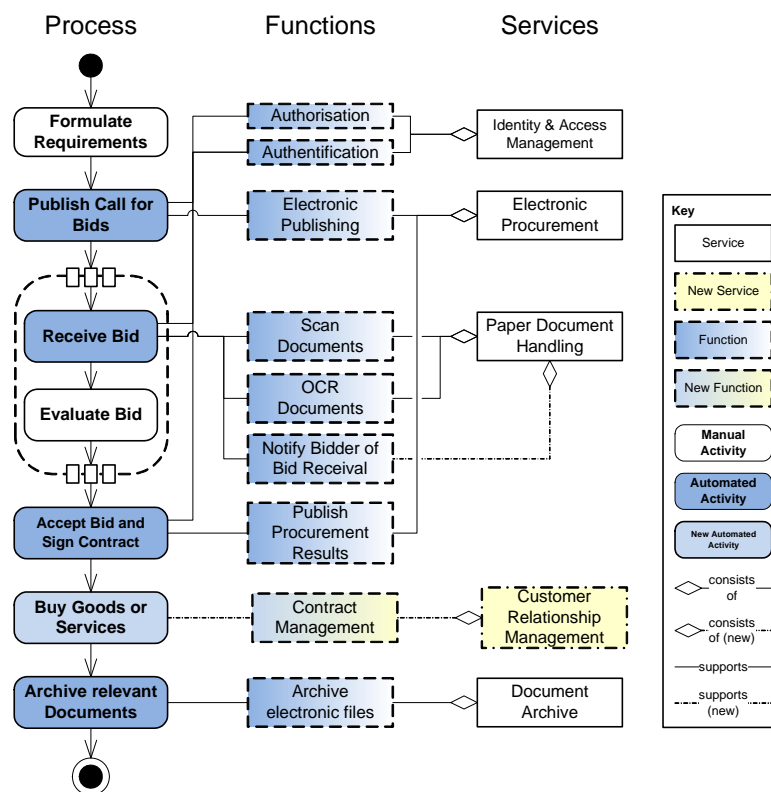 Process
Functions
Services
Formulate
Requirements
Authorisation
Authentification
Identity & Access
Management
Publish Call for
Bids
Electronic
Publishing
Electronic
Procurement
Receive Bid
Scan
Documents
Paper Document
Handling
Evaluate Bid
OCR
Documents
Notify Bidder of
Bid Receival
Accept Bid and
Sign Contract
Publish
Procurement
Results
Buy Goods or
Services
Contract
Management
Customer
Relationship
Management
Archive relevant
Documents
Archive
electronic files
Document
Archive
Key
Service
New Service
Function
New Function
Manual
Activity
Automated
Activity
New Automated
Activity
consists
of
consists
of (new)
supports
supports
(new)